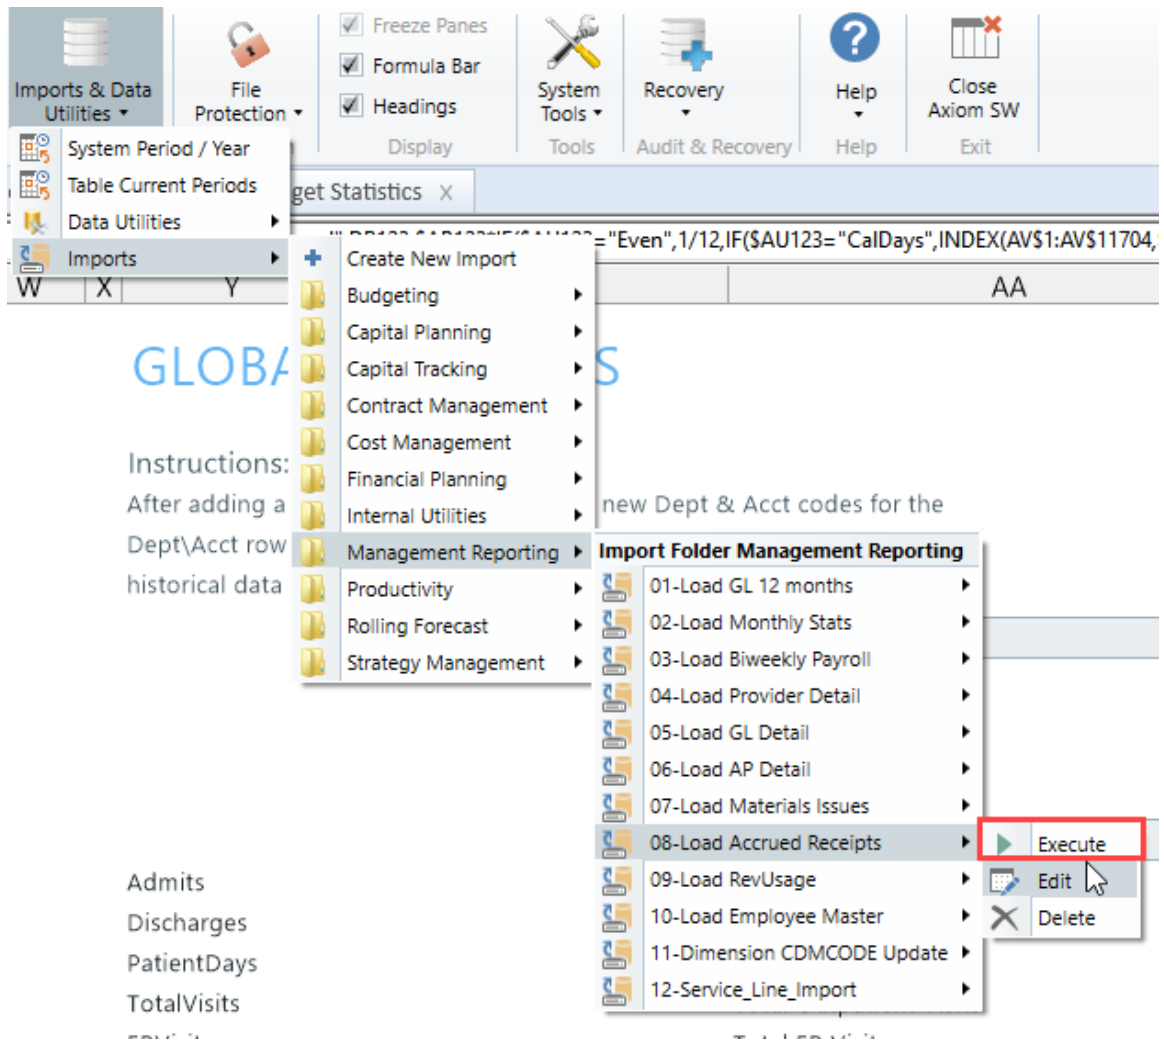 Imports & Data
Utilities
File
Protection
Freeze Panes
Formula Bar
Headings
Display
System
Tools
Tools
Recovery
Audit & Recovery
Help
Help
Close
Axiom SW
Exit
System Period / Year
Table Current Periods
Data Utilities
Imports
get Statistics X
="Even",1/12,IF($AU123="CalDays",INDEX(AV$1:AV$11704,
W X Y AA
Create New Import
Budgeting
Capital Planning
Capital Tracking
Contract Management
Cost Management
Financial Planning
Internal Utilities
Management Reporting
Productivity
Rolling Forecast
Strategy Management
GLOBA
S
Instructions:
After adding a
new Dept & Acct codes for the
Dept\Acct row
historical data
Import Folder Management Reporting
01-Load GL 12 months
02-Load Monthly Stats
03-Load Biweekly Payroll
04-Load Provider Detail
05-Load GL Detail
06-Load AP Detail
07-Load Materials Issues
08-Load Accrued Receipts
09-Load RevUsage
10-Load Employee Master
11-Dimension CDMCODE Update
12-Service_Line_Import
Execute
Edit
Delete
Admits
Discharges
PatientDays
TotalVisits